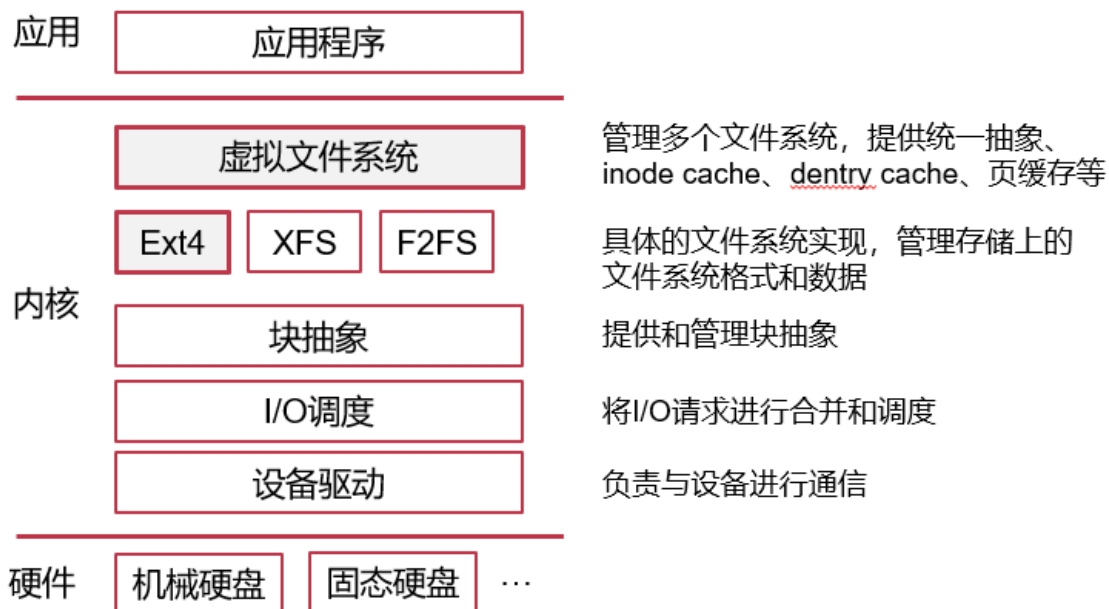 应用
应用程序
虚拟文件系统
管理多个文件系统，提供统一抽象、
inode cache、dentry cache、页缓存等
Ext4
XFS
F2FS
具体的文件系统实现，管理存储上的
文件系统格式和数据
内核
块抽象
提供和管理块抽象
I/O调度
将I/O请求进行合并和调度
设备驱动
负责与设备进行通信
硬件
机械硬盘
固态硬盘
…